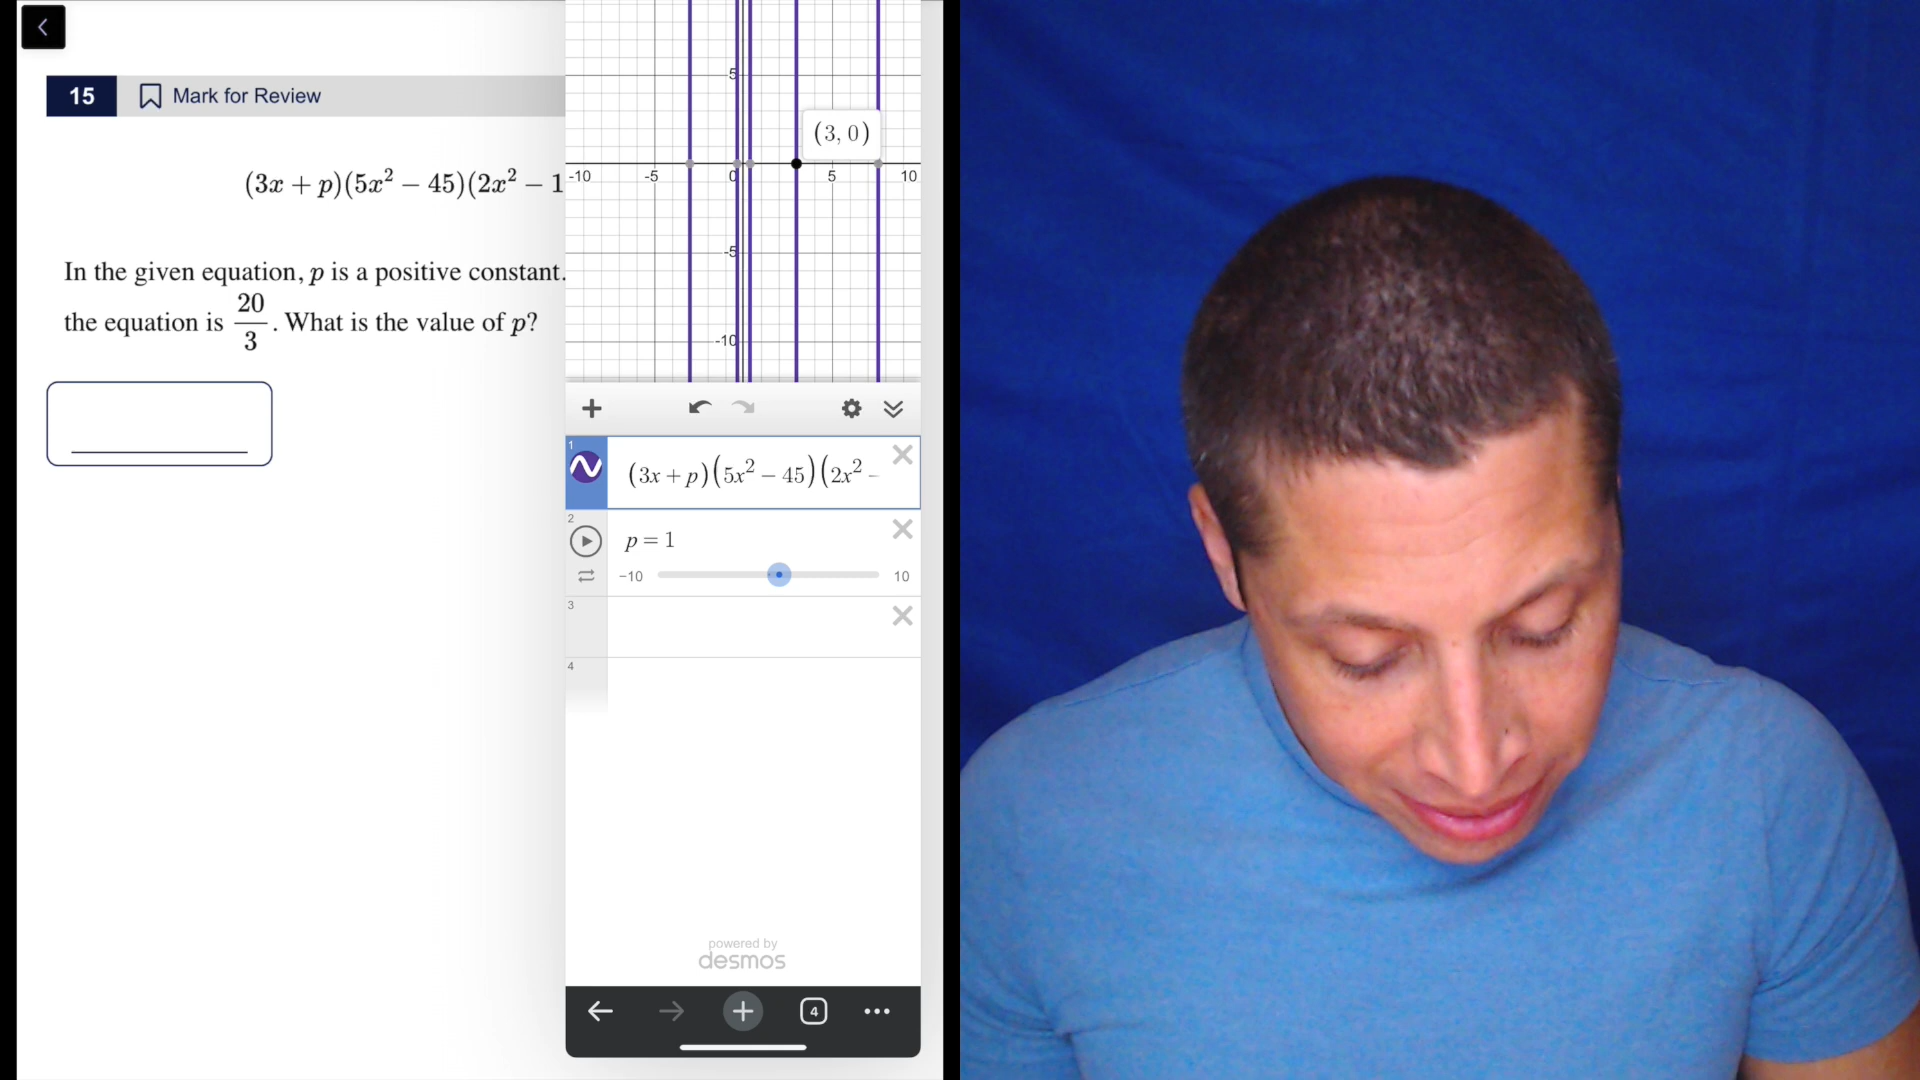 15 Mark for Review
(3x + p)(5x² − 45)(2x² − 1
In the given equation, p is a positive constant.
the equation is 20/3. What is the value of p?
5
(3, 0)
-10 -5 0 5 10
-5
-10
1
(3x + p)(5x² − 45)(2x² −
2
p = 1
−10 10
3
4
powered by
desmos
4